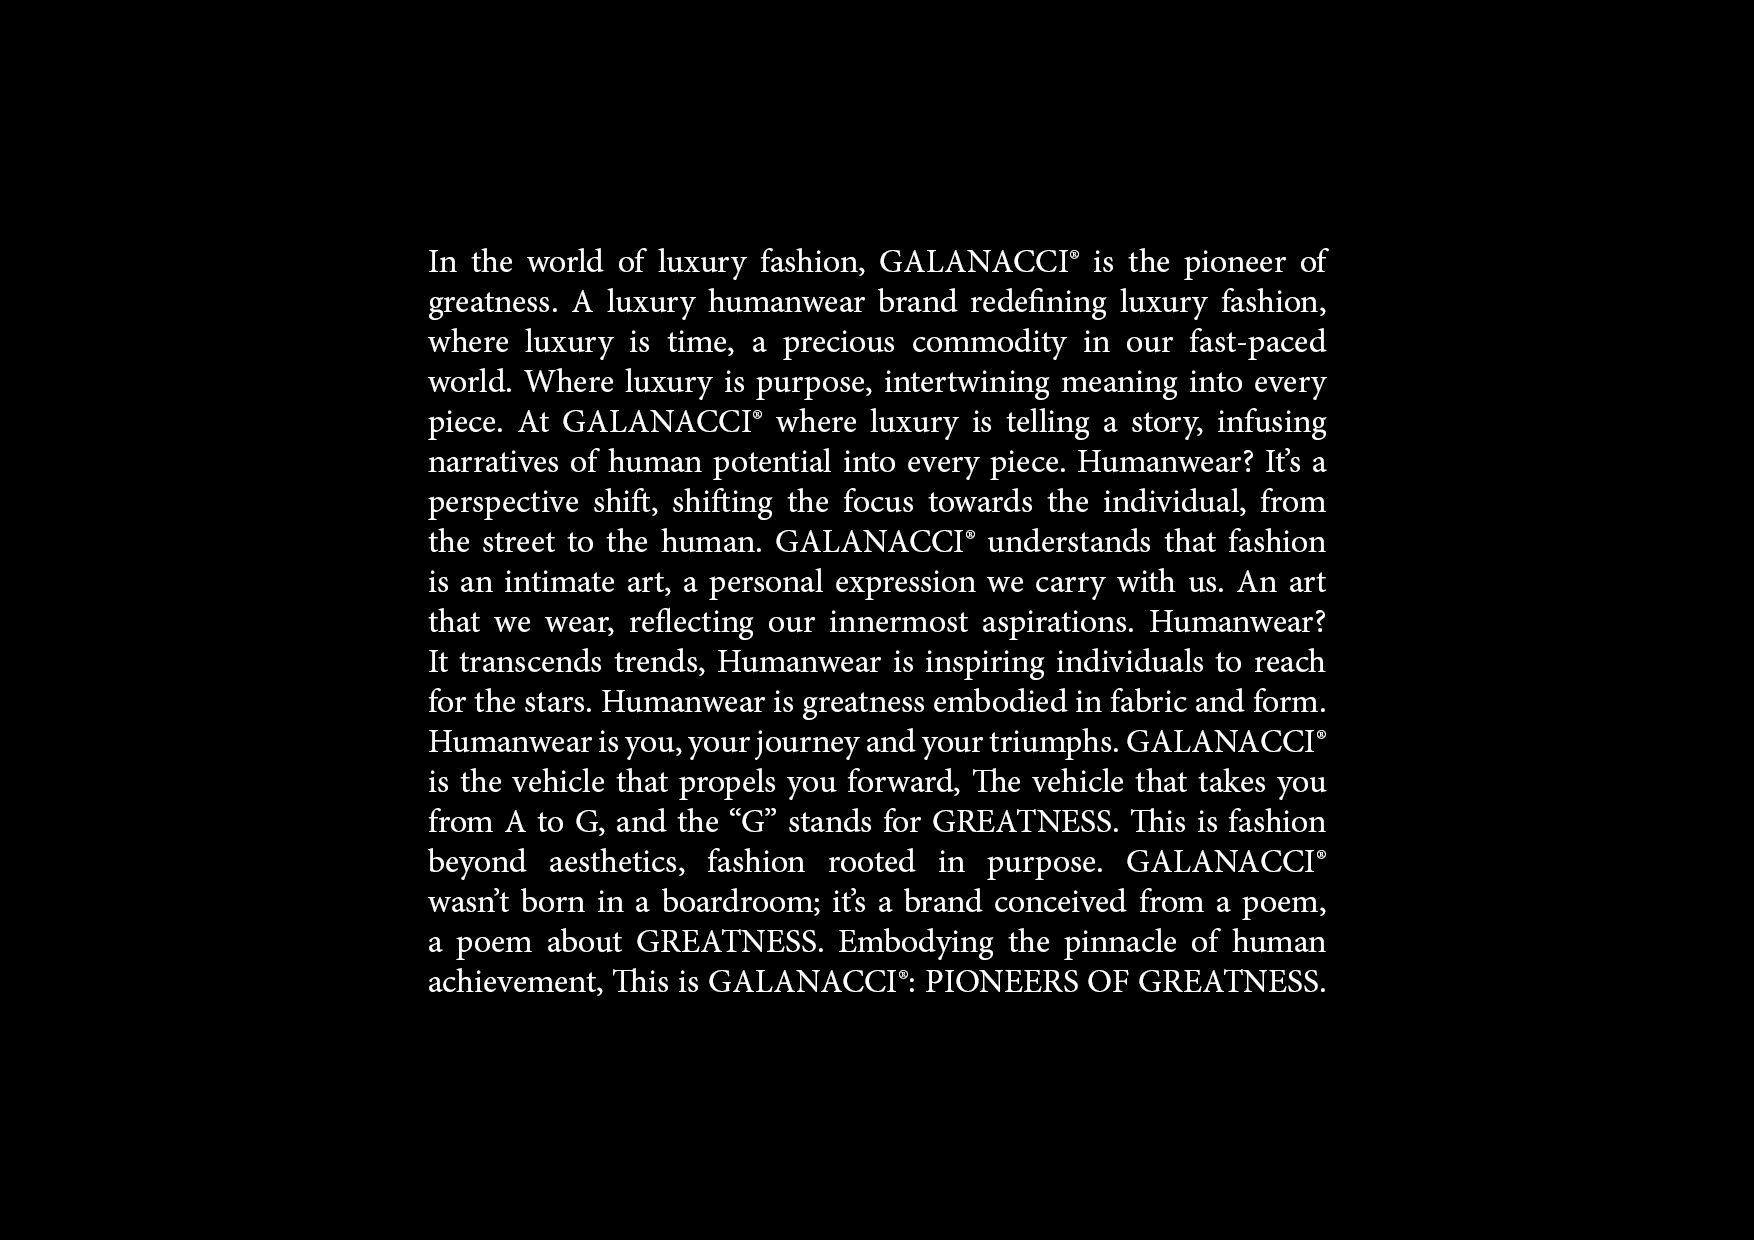 In the world of luxury fashion, GALANACCI® is the pioneer of
greatness. A luxury humanwear brand redefining luxury fashion,
where luxury is time, a precious commodity in our fast-paced
world. Where luxury is purpose, intertwining meaning into every
piece. At GALANACCI® where luxury is telling a story, infusing
narratives of human potential into every piece. Humanwear? It’s a
perspective shift, shifting the focus towards the individual, from
the street to the human. GALANACCI® understands that fashion
is an intimate art, a personal expression we carry with us. An art
that we wear, reflecting our innermost aspirations. Humanwear?
It transcends trends, Humanwear is inspiring individuals to reach
for the stars. Humanwear is greatness embodied in fabric and form.
Humanwear is you, your journey and your triumphs. GALANACCI®
is the vehicle that propels you forward, The vehicle that takes you
from A to G, and the “G” stands for GREATNESS. This is fashion
beyond aesthetics, fashion rooted in purpose. GALANACCI®
wasn’t born in a boardroom; it’s a brand conceived from a poem,
a poem about GREATNESS. Embodying the pinnacle of human
achievement, This is GALANACCI®: PIONEERS OF GREATNESS.